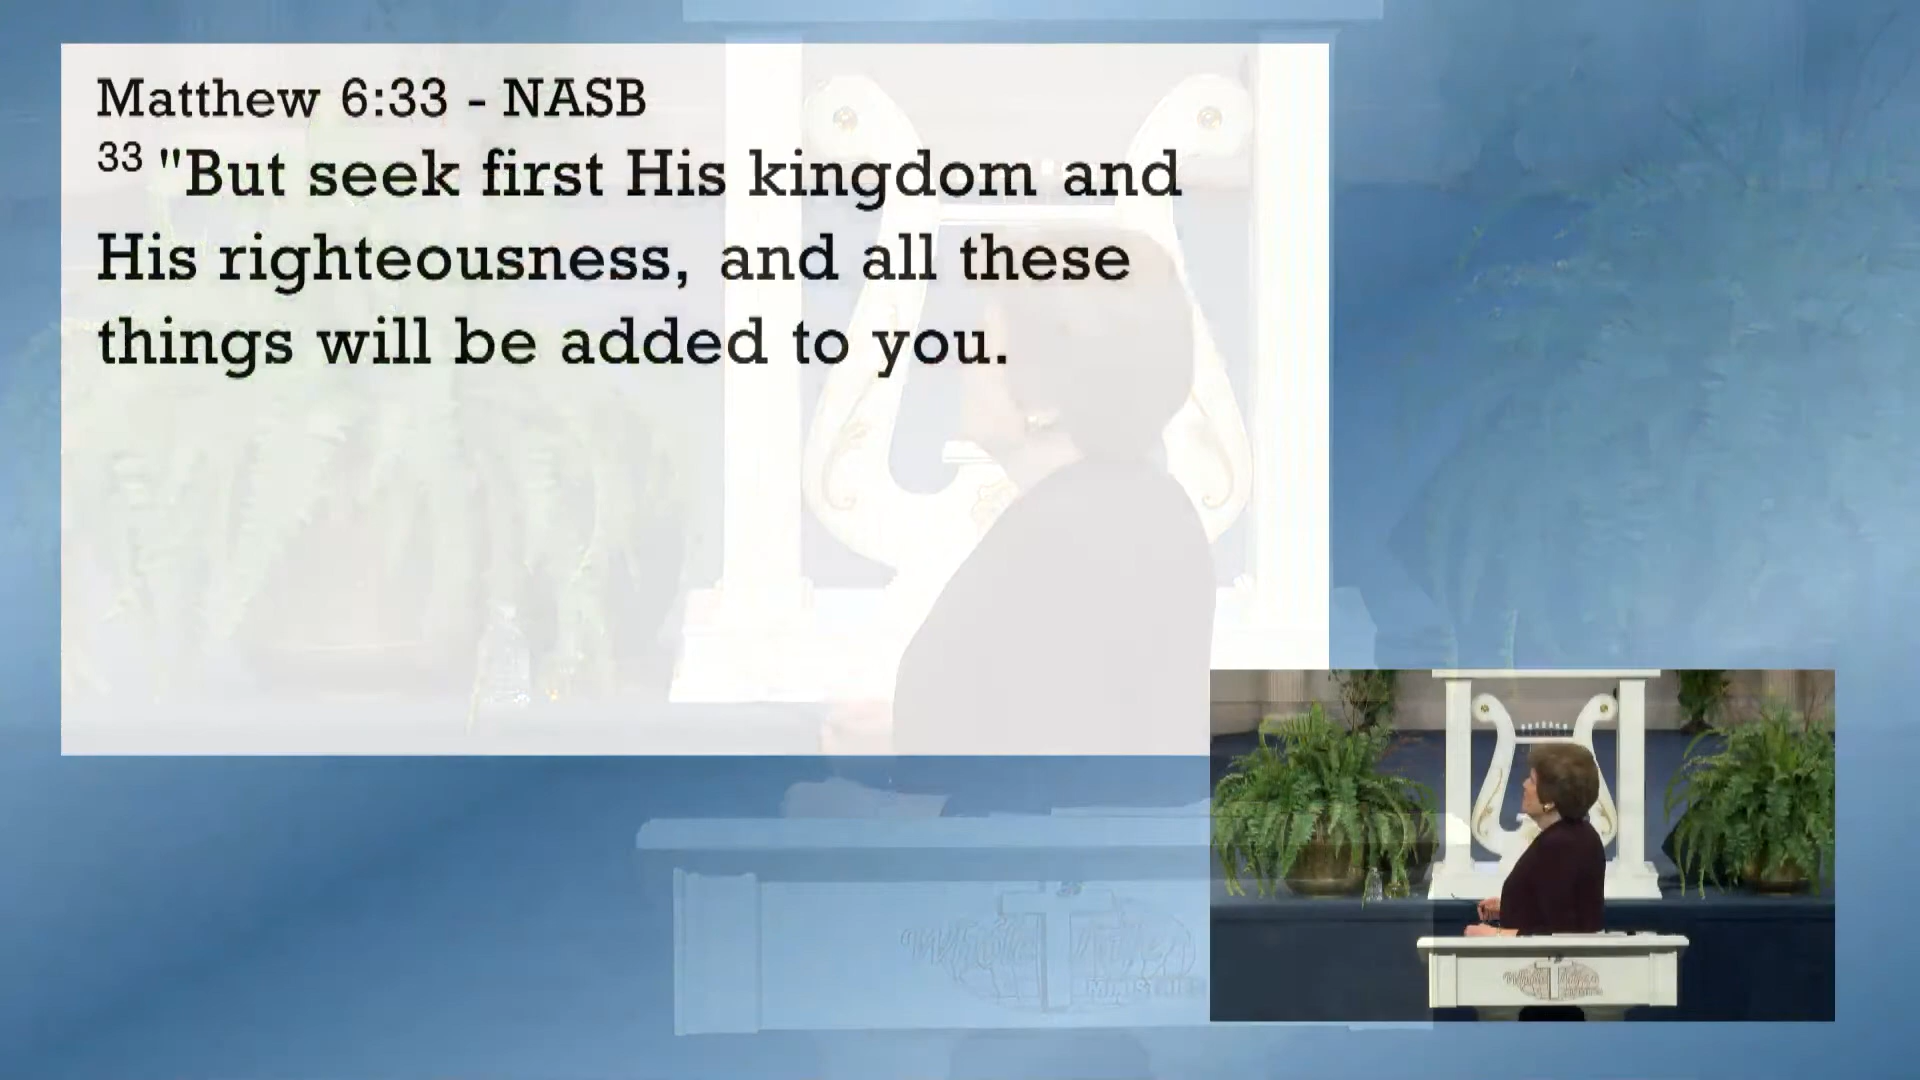 Matthew 6:33 - NASB
33 "But seek first His kingdom and
His righteousness, and all these
things will be added to you.
MINISTRIES